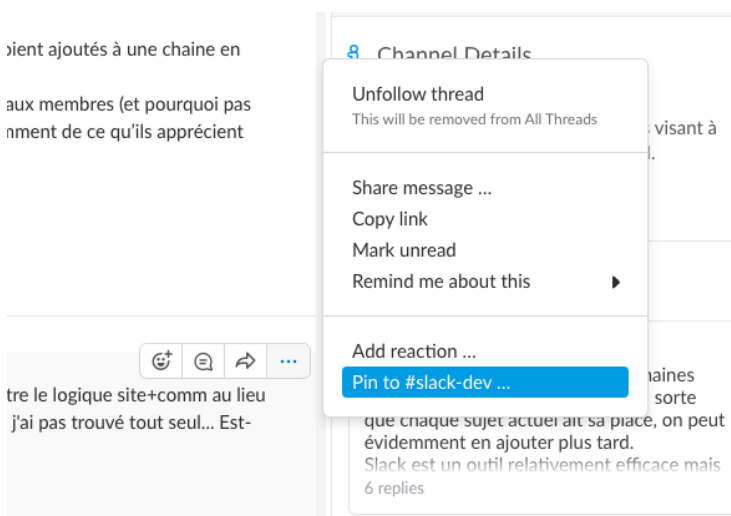 ajoutés à une chaine en
aux membres (et pourquoi pas
de ce qu'ils apprécient
tre le logique site+comm au lieu
j'ai pas trouvé tout seul... Est-
Channel Details
visant à
Unfollow thread
This will be removed from All Threads
Share message ...
Copy link
Mark unread
Remind me about this
Add reaction ...
Pin to #slack-dev ...
sorte
que chaque sujet actuel ait sa place, on peut
évidemment en ajouter plus tard.
Slack est un outil relativement efficace mais
6 replies